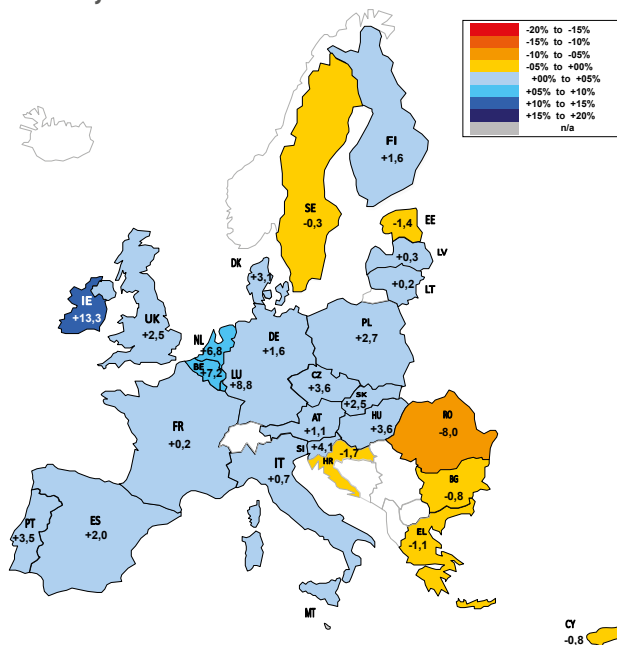 -20% to -15%
-15% to -10%
-10% to -05%
-05% to +00%
+00% to +05%
+05% to +10%
+10% to +15%
+15% to +20%
n/a
FI
+1,6
SE
-0,3
EE
-1,4
LV
+0,3
LT
+0,2
DK
+3,1
IE
+13,3
UK
+2,5
NL
+6,8
BE
+7,2
LU
+8,8
DE
+1,6
PL
+2,7
CZ
+3,6
SK
+2,5
AT
+1,1
HU
+3,6
RO
-8,0
FR
+0,2
SI
+4,1
HR
-1,7
IT
+0,7
BG
-0,8
PT
+3,5
ES
+2,0
EL
-1,1
MT
CY
-0,8